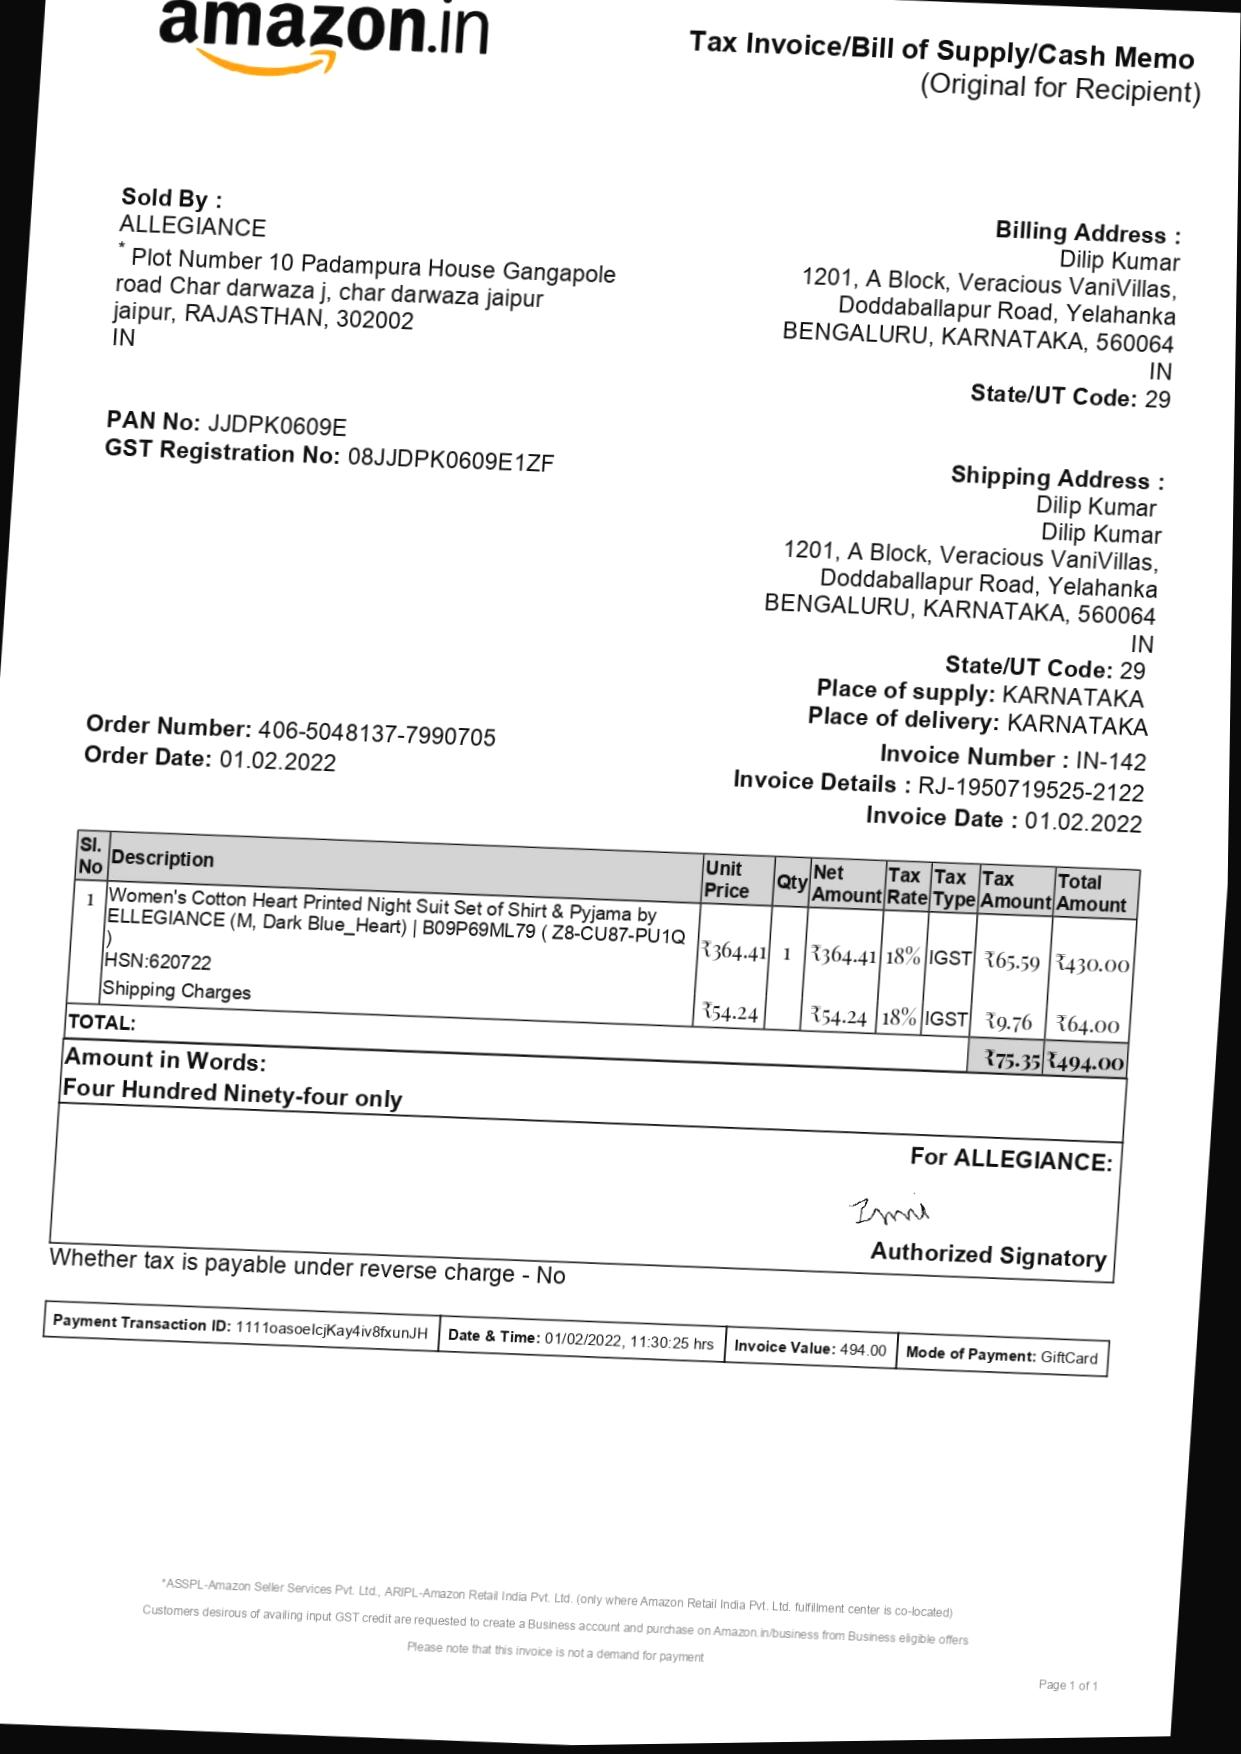 amazon.in
Tax Invoice/Bill of Supply/Cash Memo
(Original for Recipient)
Sold By :
ALLEGIANCE
* Plot Number 10 Padampura House Gangapole
road Char darwaza j, char darwaza jaipur
jaipur, RAJASTHAN, 302002
IN
Billing Address :
Dilip Kumar
1201, A Block, Veracious VaniVillas,
Doddaballapur Road, Yelahanka
BENGALURU, KARNATAKA, 560064
IN
State/UT Code: 29
PAN No: JJDPK0609E
GST Registration No: 08JJDPK0609E1ZF
Shipping Address :
Dilip Kumar
Dilip Kumar
1201, A Block, Veracious VaniVillas,
Doddaballapur Road, Yelahanka
BENGALURU, KARNATAKA, 560064
IN
State/UT Code: 29
Place of supply: KARNATAKA
Place of delivery: KARNATAKA
Order Number: 406-5048137-7990705
Order Date: 01.02.2022
Invoice Number : IN-142
Invoice Details : RJ-1950719525-2122
Invoice Date : 01.02.2022
Sl. No Description Unit Price Qty Net Amount Tax Rate Tax Type Tax Amount Total Amount
1 Women's Cotton Heart Printed Night Suit Set of Shirt & Pyjama by
ELLEGIANCE (M, Dark Blue_Heart) | B09P69ML79 ( Z8-CU87-PU1Q
)
₹364.41 1 ₹364.41 18% IGST ₹65.59 ₹430.00
HSN:620722
Shipping Charges ₹54.24 ₹54.24 18% IGST ₹9.76 ₹64.00
TOTAL: ₹75.35 ₹494.00
Amount in Words:
Four Hundred Ninety-four only
For ALLEGIANCE:
Authorized Signatory
Whether tax is payable under reverse charge - No
Payment Transaction ID: 1111oasoelcjKay4iv8fxunJH Date & Time: 01/02/2022, 11:30:25 hrs Invoice Value: 494.00 Mode of Payment: GiftCard
*ASSPL-Amazon Seller Services Pvt. Ltd., ARIPL-Amazon Retail India Pvt. Ltd. (only where Amazon Retail India Pvt. Ltd. fulfillment center is co-located)
Customers desirous of availing input GST credit are requested to create a Business account and purchase on Amazon.in/business from Business eligible offers
Please note that this invoice is not a demand for payment
Page 1 of 1